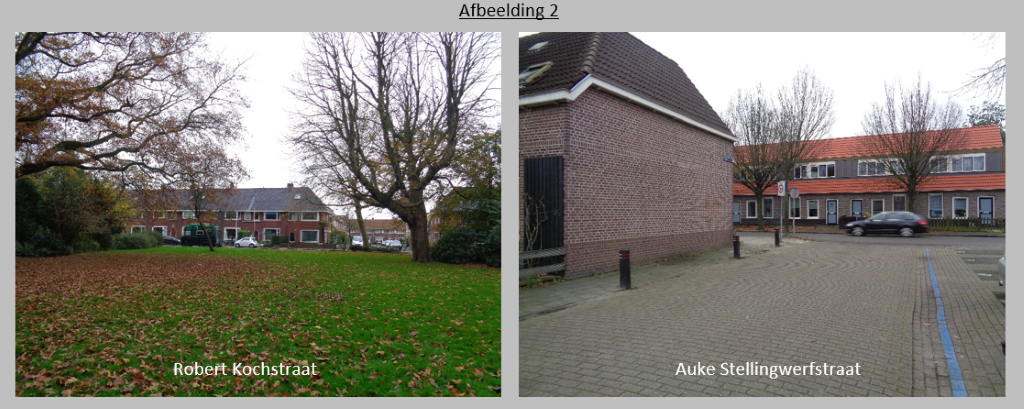 Afbeelding 2
Robert Kochstraat
Auke Stellingwerfstraat